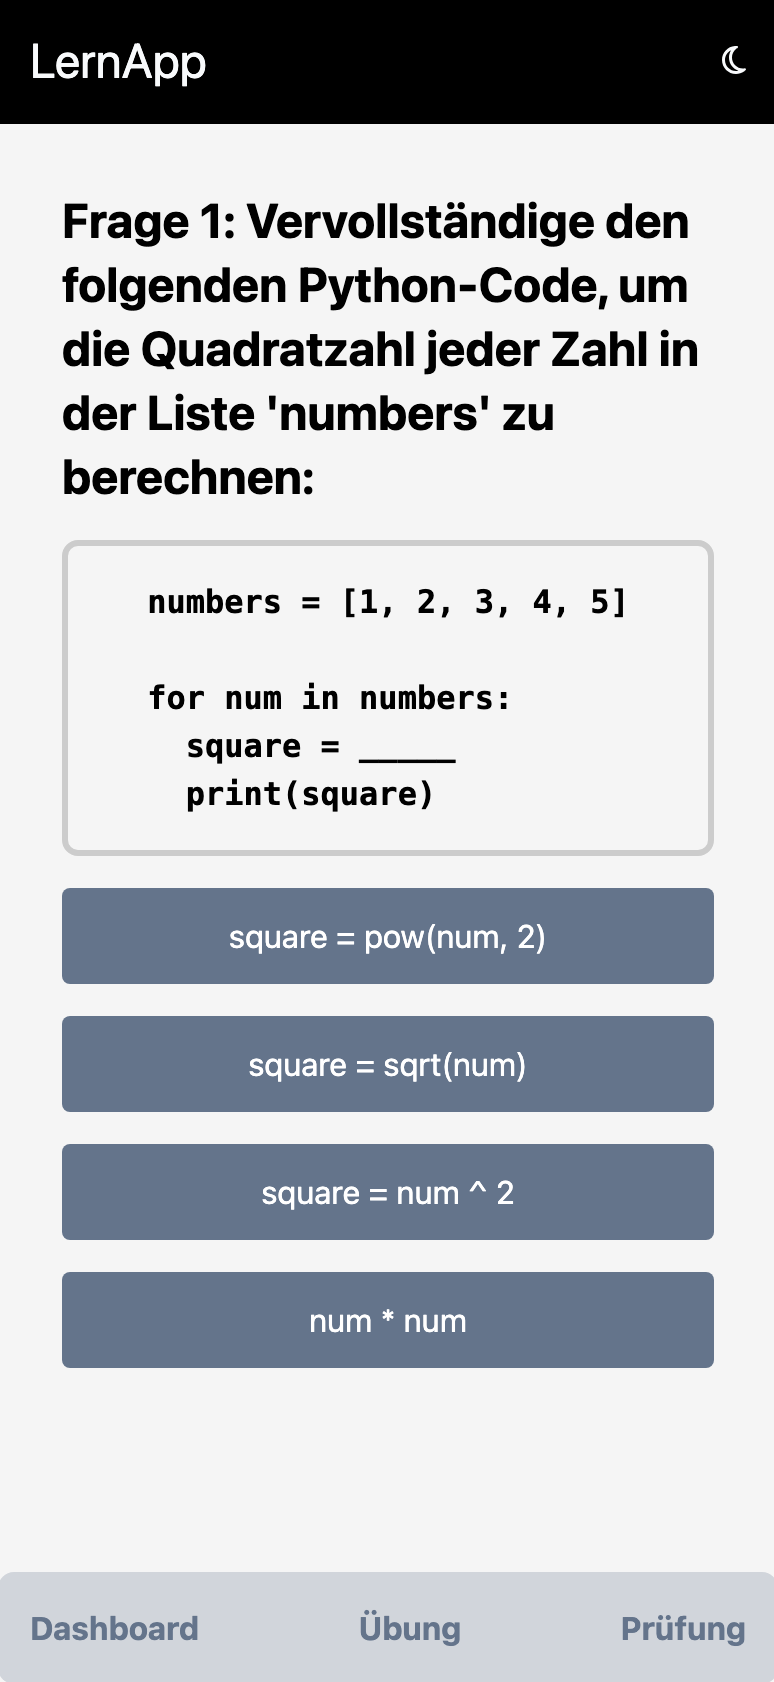 LernApp
Frage 1: Vervollständige den
folgenden Python-Code, um
die Quadratzahl jeder Zahl in
der Liste 'numbers' zu
berechnen:
numbers = [1, 2, 3, 4, 5]
for num in numbers:
  square = _____
  print(square)
square = pow(num, 2)
square = sqrt(num)
square = num ^ 2
num * num
Dashboard Übung Prüfung